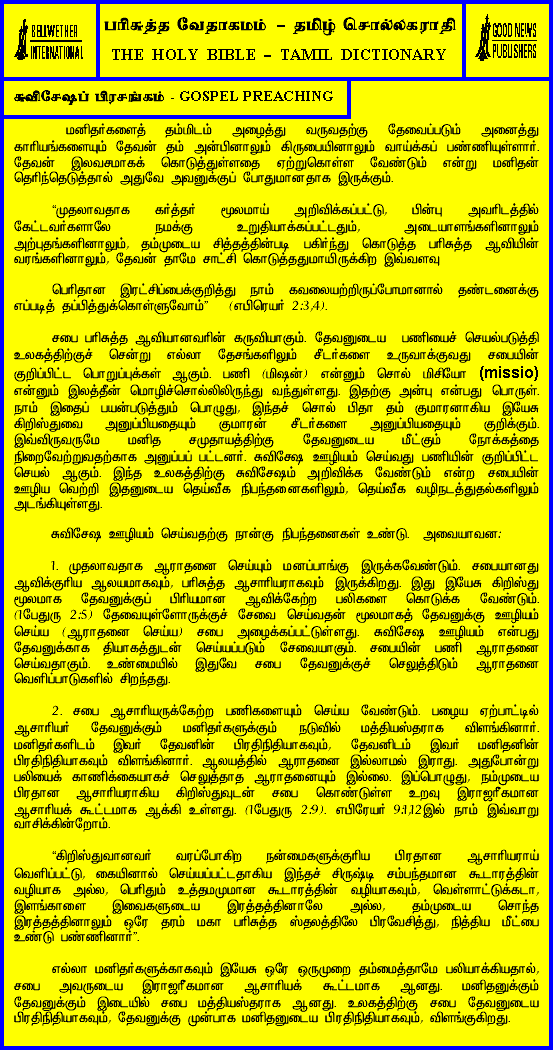 BELLWETHER
INTERNATIONAL
பரிசுத்த வேதாகமம் – தமிழ் சொல்லகராதி
THE HOLY BIBLE – TAMIL DICTIONARY
GOOD NEWS
PUBLISHERS
சுவிசேஷப் பிரசங்கம் - GOSPEL PREACHING
மனிதர்களைத் தம்மிடம் அழைத்து வருவதற்கு தேவைப்படும் அனைத்து
காரியங்களையும் தேவன் தம் அன்பினாலும் கிருபையினாலும் வாய்க்கப் பண்ணியுள்ளார்.
தேவன் இலவசமாகக் கொடுத்துள்ளதை ஏற்றுகொள்ள வேண்டும் என்று மனிதன்
தெரிந்தெடுத்தால் அதுவே அவனுக்குப் போதுமானதாக இருக்கும்.
“முதலாவதாக கர்த்தர் மூலமாய் அறிவிக்கப்பட்டு, பின்பு அவரிடத்தில்
கேட்டவர்களாலே நமக்கு உறுதியாக்கப்பட்டதும், அடையாளங்களினாலும்
அற்புதங்களினாலும், தம்முடைய சித்தத்தின்படி பகிர்ந்து கொடுத்த பரிசுத்த ஆவியின்
வரங்களினாலும், தேவன் தாமே சாட்சி கொடுத்ததுமாயிருக்கிற இவ்வளவு
பெரிதான இரட்சிப்பைக்குறித்து நாம் கவலையற்றிருப்போமானால் தண்டனைக்கு
எப்படித் தப்பித்துக்கொள்ளுவோம்” (எபிரெயர் 2:3,4).
சபை பரிசுத்த ஆவியானவரின் கருவியாகும். தேவனுடைய பணியைச் செயல்படுத்தி
உலகத்திற்குச் சென்று எல்லா தேசங்களிலும் சீடர்களை உருவாக்குவது சபையின்
குறிப்பிட்ட பொறுப்புக்கள் ஆகும். பணி (மிஷன்) என்னும் சொல் மிசியோ (missio)
என்னும் இலத்தீன் மொழிச்சொல்லிலிருந்து வந்துள்ளது. இதற்கு அன்பு என்பது பொருள்.
நாம் இதைப் பயன்படுத்தும் பொழுது, இந்தச் சொல் பிதா தம் குமாரனாகிய இயேசு
கிறிஸ்துவை அனுப்பியதையும் குமாரன் சீடர்களை அனுப்பியதையும் குறிக்கும்.
இவ்விருவருமே மனித சமுதாயத்திற்கு தேவனுடைய மீட்கும் நோக்கத்தை
நிறைவேற்றுவதற்காக அனுப்பப் பட்டனர். சுவிசேஷ ஊழியம் செய்வது பணியின் குறிப்பிட்ட
செயல் ஆகும். இந்த உலகத்திற்கு சுவிசேஷம் அறிவிக்க வேண்டும் என்ற சபையின்
ஊழிய வெற்றி இதனுடைய தெய்வீக நிபந்தனைகளிலும், தெய்வீக வழிநடத்துதல்களிலும்
அடங்கியுள்ளது.
சுவிசேஷ ஊழியம் செய்வதற்கு நான்கு நிபந்தனைகள் உண்டு. அவையாவன:
1. முதலாவதாக ஆராதனை செய்யும் மனப்பாங்கு இருக்கவேண்டும். சபையானது
ஆவிக்குரிய ஆலயமாகவும், பரிசுத்த ஆசாரியராகவும் இருக்கிறது. இது இயேசு கிறிஸ்து
மூலமாக தேவனுக்குப் பிரியமான ஆவிக்கேற்ற பலிகளை கொடுக்க வேண்டும்.
(1பேதுரு 2:5) தேவையுள்ளோருக்குச் சேவை செய்வதன் மூலமாகத் தேவனுக்கு ஊழியம்
செய்ய (ஆராதனை செய்ய) சபை அழைக்கப்பட்டுள்ளது. சுவிசேஷ ஊழியம் என்பது
தேவனுக்காக தியாகத்துடன் செய்யப்படும் சேவையாகும். சபையின் பணி ஆராதனை
செய்வதாகும். உண்மையில் இதுவே சபை தேவனுக்குச் செலுத்திடும் ஆராதனை
வெளிப்பாடுகளில் சிறந்தது.
2. சபை ஆசாரியருக்கேற்ற பணிகளையும் செய்ய வேண்டும். பழைய ஏற்பாட்டில்
ஆசாரியர் தேவனுக்கும் மனிதர்களுக்கும் நடுவில் மத்தியஸ்தராக விளங்கினார்.
மனிதர்களிடம் இவர் தேவனின் பிரதிநிதியாகவும், தேவனிடம் இவர் மனிதனின்
பிரதிநிதியாகவும் விளங்கினார். ஆலயத்தில் ஆராதனை இல்லாமல் இராது. அதுபோன்று
பலியைக் காணிக்கையாகச் செலுத்தாத ஆராதனையும் இல்லை. இப்பொழுது, நம்முடைய
பிரதான ஆசாரியராகிய கிறிஸ்துவுடன் சபை கொண்டுள்ள உறவு இராஜரீகமான
ஆசாரியக் கூட்டமாக ஆக்கி உள்ளது. (1பேதுரு 2:9). எபிரேயர் 9:11,12இல் நாம் இவ்வாறு
வாசிக்கின்றோம்.
“கிறிஸ்துவானவர் வரப்போகிற நன்மைகளுக்குரிய பிரதான ஆசாரியராய்
வெளிப்பட்டு, கையினால் செய்யப்பட்டதாகிய இந்தச் சிருஷ்டி சம்பந்தமான கூடாரத்தின்
வழியாக அல்ல, பெரிதும் உத்தமமுமான கூடாரத்தின் வழியாகவும், வெள்ளாட்டுக்கடா,
இளங்காளை இவைகளுடைய இரத்தத்தினாலே அல்ல, தம்முடைய சொந்த
இரத்தத்தினாலும் ஒரே தரம் மகா பரிசுத்த ஸ்தலத்திலே பிரவேசித்து, நித்திய மீட்பை
உண்டு பண்ணினார்”.
எல்லா மனிதர்களுக்காகவும் இயேசு ஒரே ஒருமுறை தம்மைத்தாமே பலியாக்கியதால்,
சபை அவருடைய இராஜரீகமான ஆசாரியக் கூட்டமாக ஆனது. மனிதனுக்கும்
தேவனுக்கும் இடையில் சபை மத்தியஸ்தராக ஆனது. உலகத்திற்கு சபை தேவனுடைய
பிரதிநிதியாகவும், தேவனுக்கு முன்பாக மனிதனுடைய பிரதிநிதியாகவும், விளங்குகிறது.